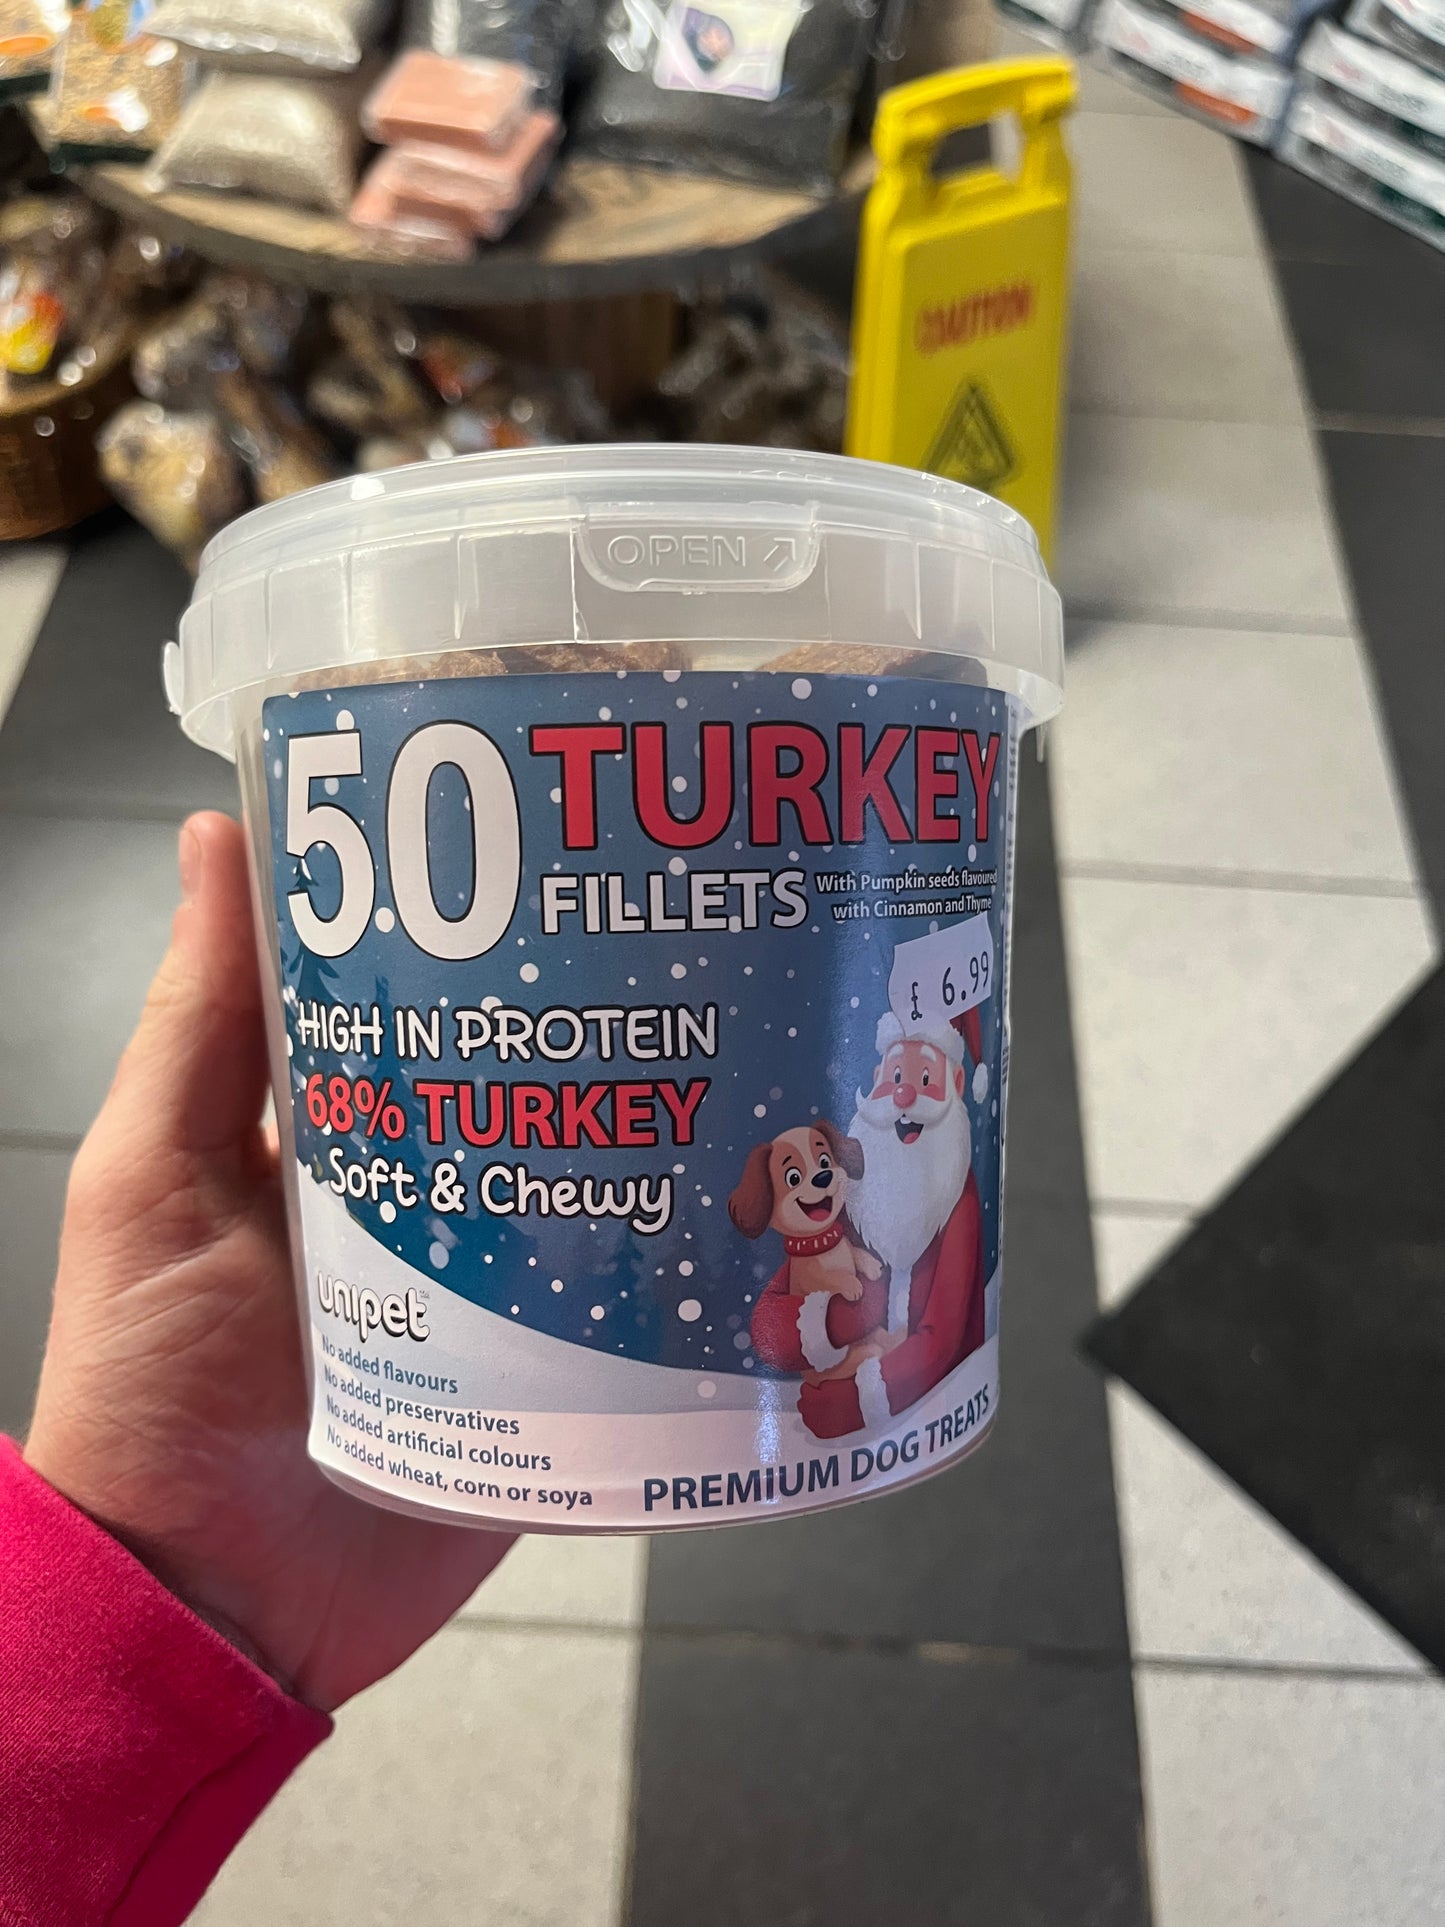 CAUTION
OPEN
50 TURKEY
FILLETS
With Pumpkin seeds flavoured
with Cinnamon and Thyme
£ 6.99
HIGH IN PROTEIN
68% TURKEY
Soft & Chewy
unipet
No added flavours
No added preservatives
No added artificial colours
No added wheat, corn or soya
PREMIUM DOG TREATS